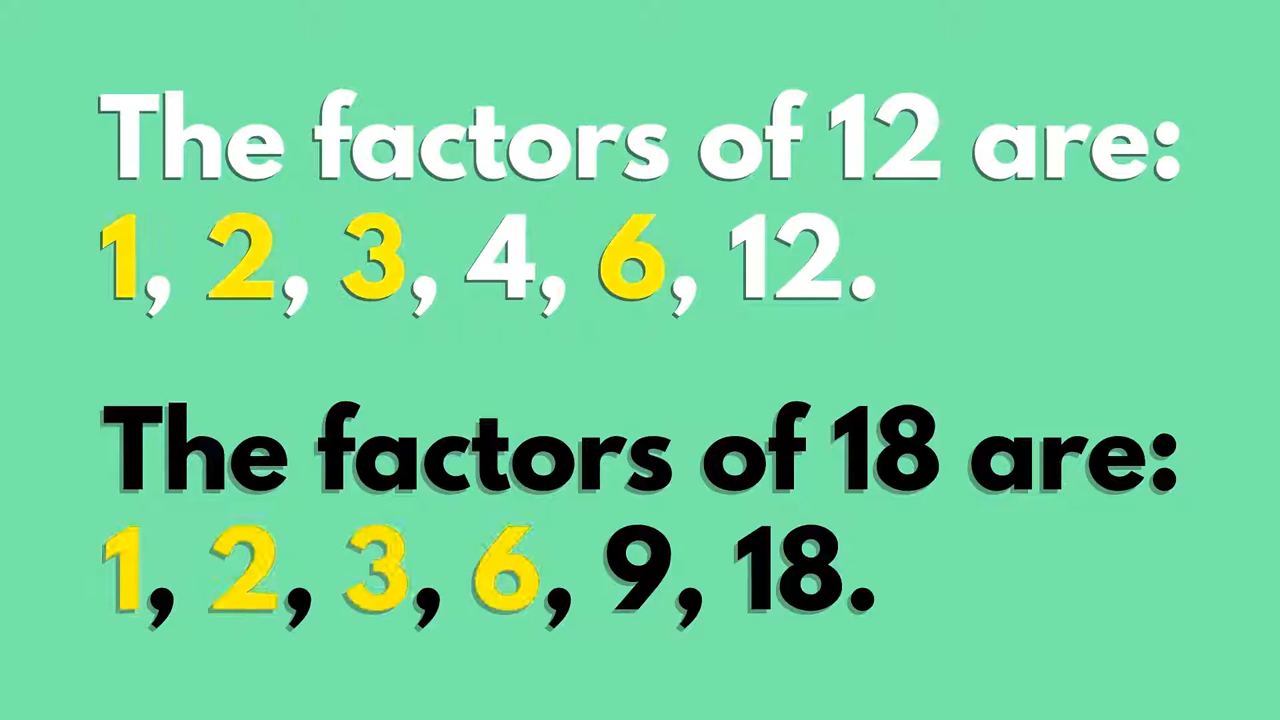 The factors of 12 are:
1, 2, 3, 4, 6, 12.
The factors of 18 are:
1, 2, 3, 6, 9, 18.